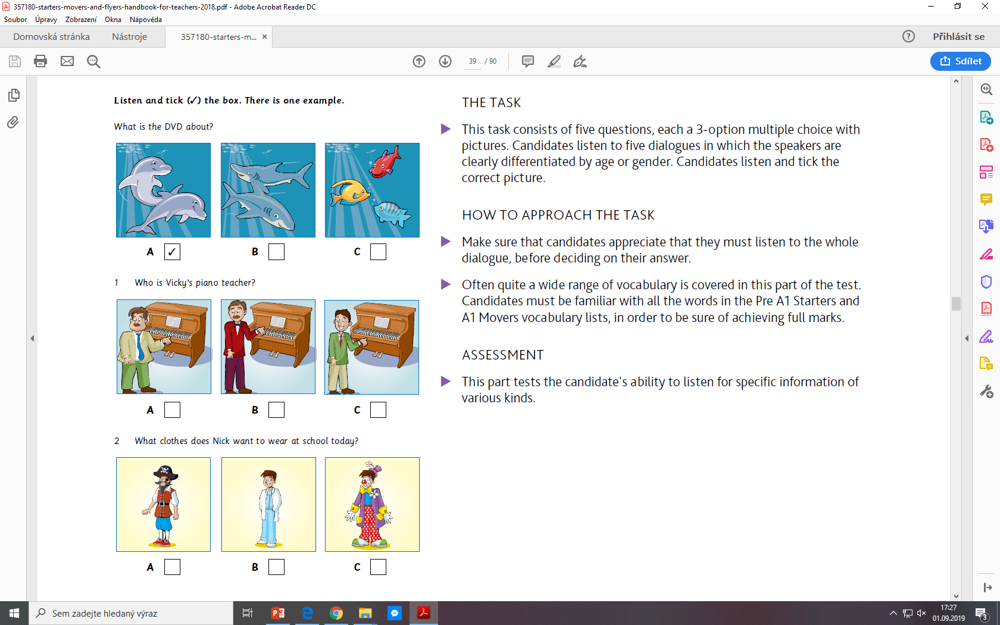 357180-starters-movers-and-flyers-handbook-for-teachers-2018.pdf - Adobe Acrobat Reader DC
Soubor Úpravy Zobrazení Okna Nápověda
Domovská stránka Nástroje 357180-starters-m... × ? Přihlásit se
39 / 90 Sdílet
Listen and tick (✓) the box. There is one example.
What is the DVD about?
A ✓ B C
1 Who is Vicky's piano teacher?
A B C
2 What clothes does Nick want to wear at school today?
A B C
THE TASK
This task consists of five questions, each a 3-option multiple choice with
pictures. Candidates listen to five dialogues in which the speakers are
clearly differentiated by age or gender. Candidates listen and tick the
correct picture.
HOW TO APPROACH THE TASK
Make sure that candidates appreciate that they must listen to the whole
dialogue, before deciding on their answer.
Often quite a wide range of vocabulary is covered in this part of the test.
Candidates must be familiar with all the words in the Pre A1 Starters and
A1 Movers vocabulary lists, in order to be sure of achieving full marks.
ASSESSMENT
This part tests the candidate's ability to listen for specific information of
various kinds.
Sem zadejte hledaný výraz
17:27
01.09.2019
3